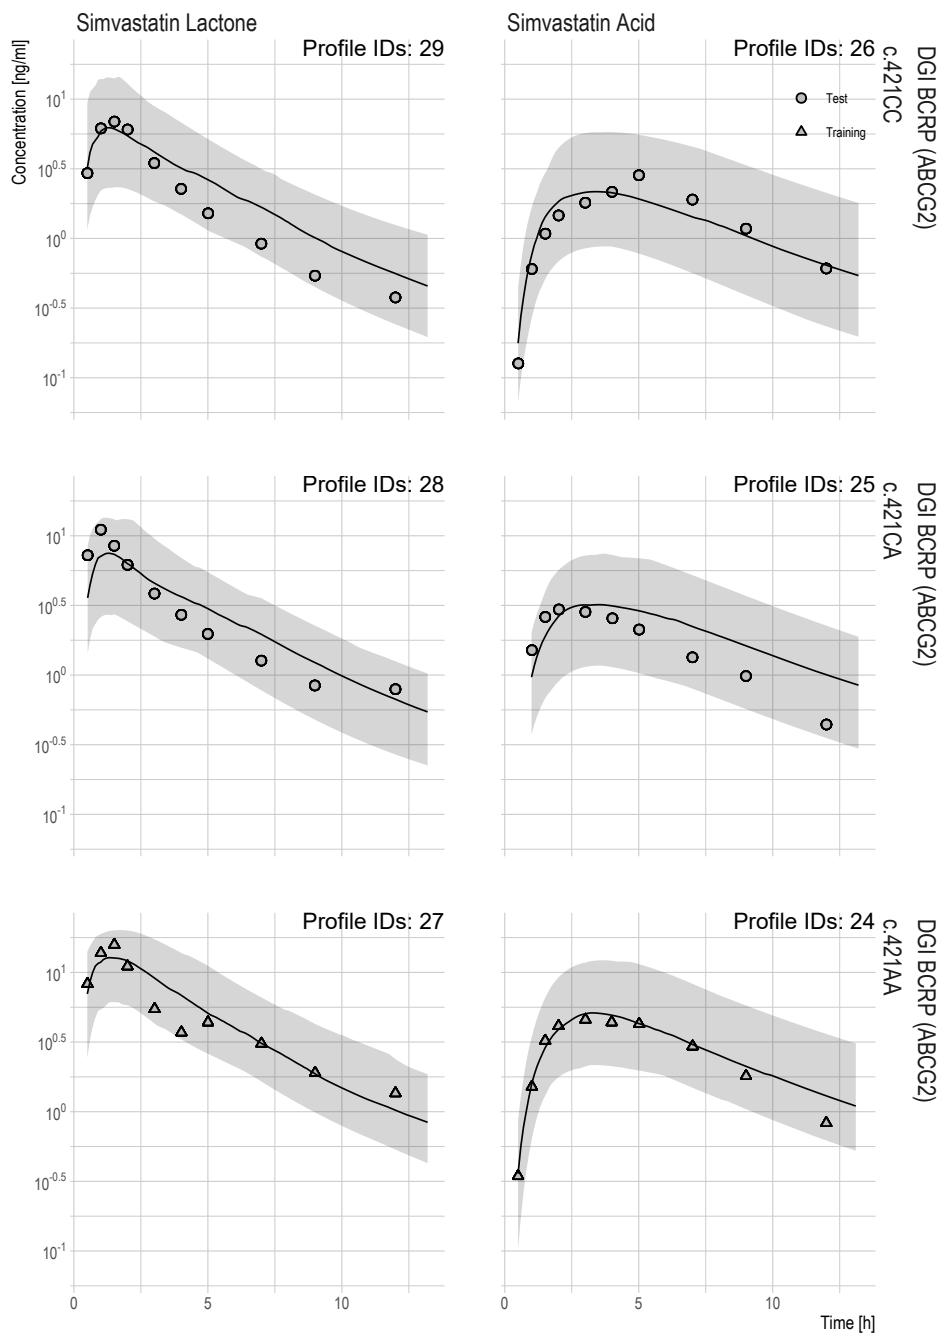 Simvastatin Lactone
Simvastatin Acid
Profile IDs: 29
Profile IDs: 26
DGI BCRP (ABCG2)
c.421CC
Concentration [ng/ml]
Test
Training
10^1
10^0.5
10^0
10^-0.5
10^-1
Profile IDs: 28
Profile IDs: 25
DGI BCRP (ABCG2)
c.421CA
10^1
10^0.5
10^0
10^-0.5
10^-1
Profile IDs: 27
Profile IDs: 24
DGI BCRP (ABCG2)
c.421AA
10^1
10^0.5
10^0
10^-0.5
10^-1
0 5 10
0 5 10
Time [h]